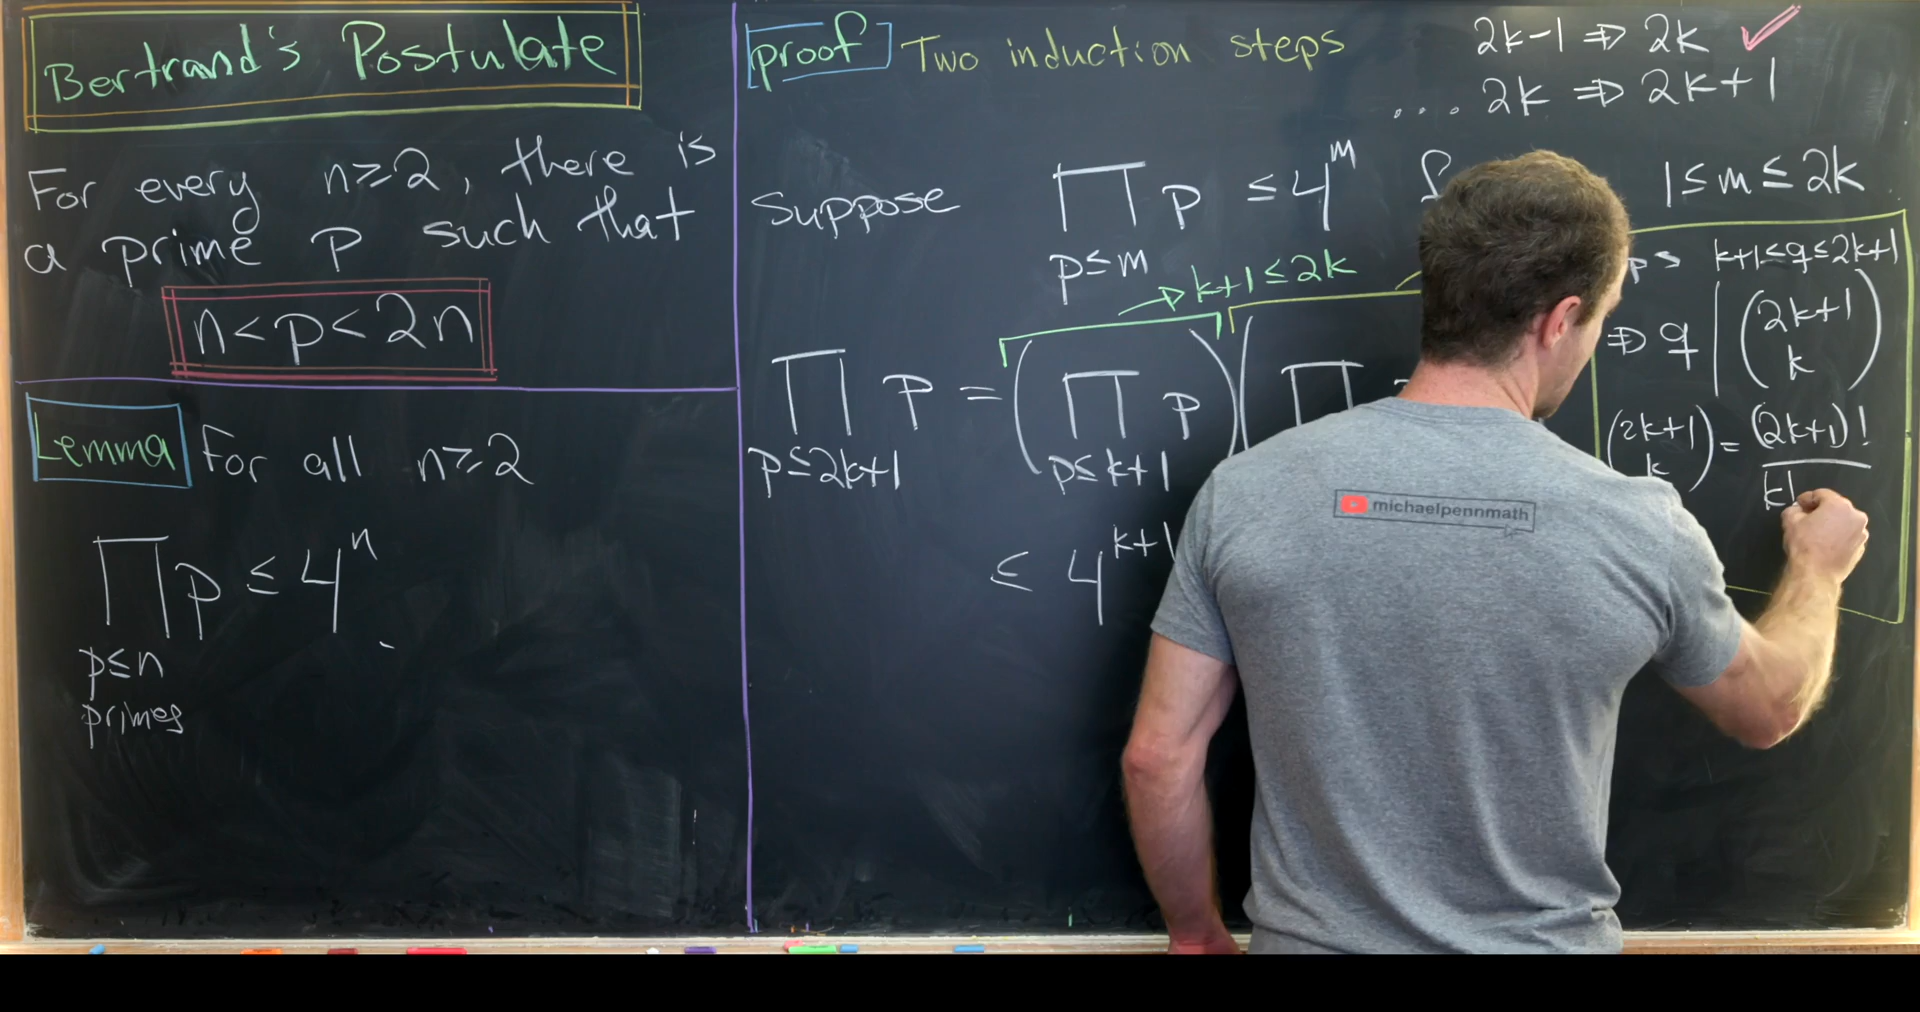 Bertrand's Postulate
For every n≥2, there is
a prime p such that
n<p<2n
Lemma For all n≥2
∏ p ≤ 4^n
p≤n
primes
proof Two induction steps
2k-1 ⇒ 2k ✓
.... 2k ⇒ 2k+1
Suppose ∏ p ≤ 4^m
1≤m≤2k
p≤m
→ k+1≤2k
∏ p = (∏ p)(∏
p≤2k+1 p≤k+1
≤ 4^k+1
k+1≤q≤2k+1
⇒ q | (2k+1
k)
(2k+1
k) = (2k+1)!
k!
michaelpennmath